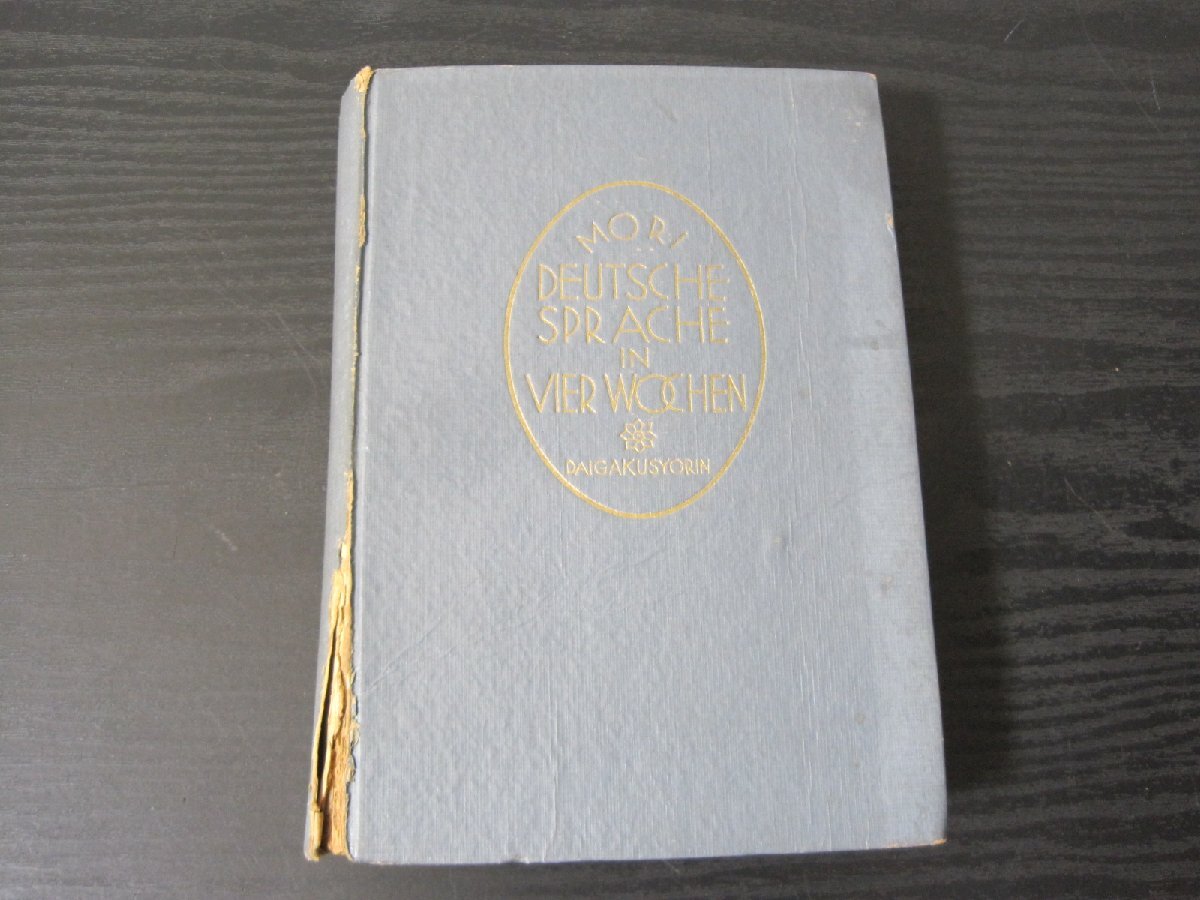 MORI
DEUTSCHE
SPRACHE
IN
VIER WOCHEN
DAIGAKUSYORIN